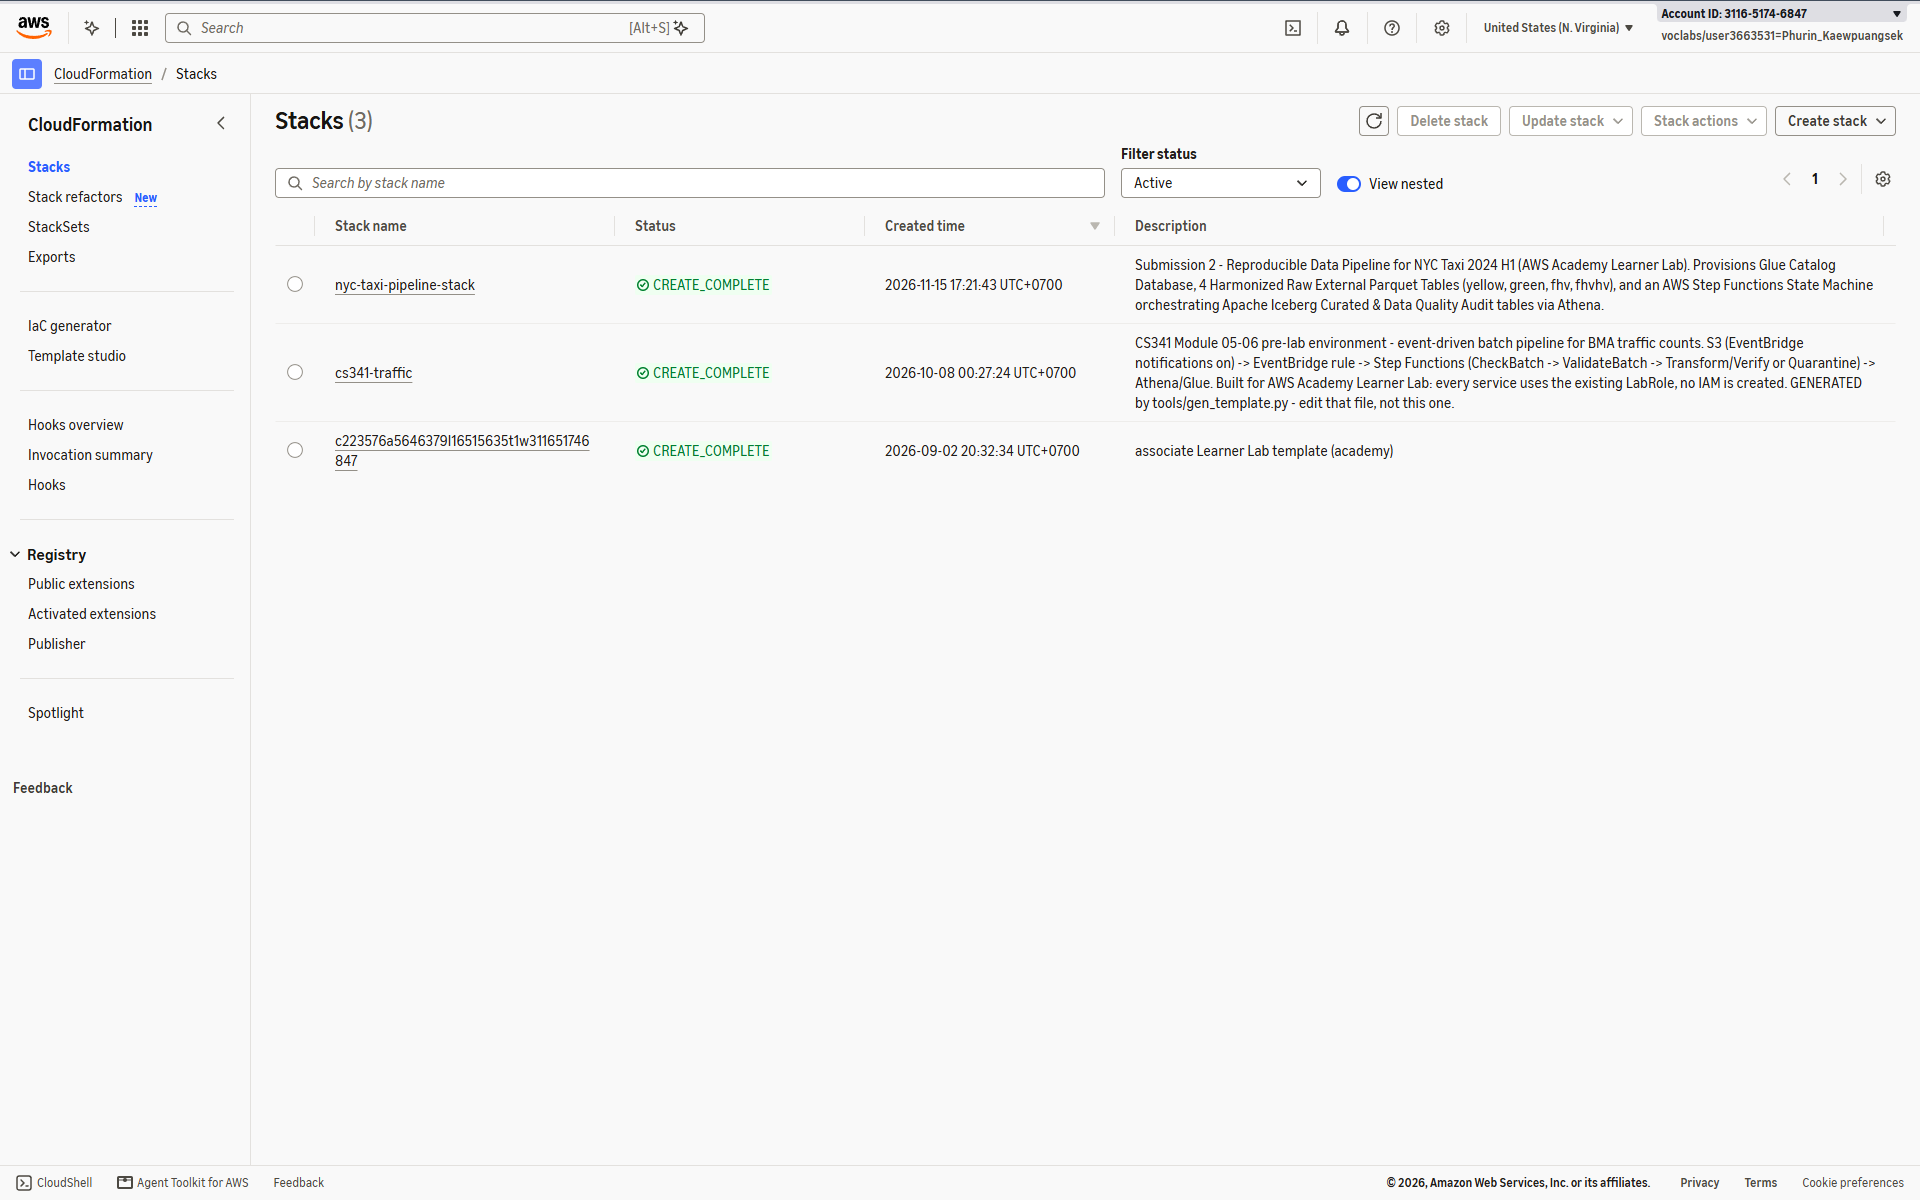 aws
Search [Alt+S]
United States (N. Virginia)
Account ID: 3116-5174-6847
voclabs/user3663531=Phurin_Kaewpuangsek
CloudFormation / Stacks
CloudFormation
Stacks
Stack refactors New
StackSets
Exports
IaC generator
Template studio
Hooks overview
Invocation summary
Hooks
Registry
Public extensions
Activated extensions
Publisher
Spotlight
Feedback
Stacks (3)
Delete stack
Update stack
Stack actions
Create stack
Search by stack name
Filter status
Active
View nested
1
Stack name Status Created time Description
nyc-taxi-pipeline-stack CREATE_COMPLETE 2026-11-15 17:21:43 UTC+0700
Submission 2 - Reproducible Data Pipeline for NYC Taxi 2024 H1 (AWS Academy Learner Lab). Provisions Glue Catalog
Database, 4 Harmonized Raw External Parquet Tables (yellow, green, fhv, fhvhv), and an AWS Step Functions State Machine
orchestrating Apache Iceberg Curated & Data Quality Audit tables via Athena.
cs341-traffic CREATE_COMPLETE 2026-10-08 00:27:24 UTC+0700
CS341 Module 05-06 pre-lab environment - event-driven batch pipeline for BMA traffic counts. S3 (EventBridge
notifications on) -> EventBridge rule -> Step Functions (CheckBatch -> ValidateBatch -> Transform/Verify or Quarantine) ->
Athena/Glue. Built for AWS Academy Learner Lab: every service uses the existing LabRole, no IAM is created. GENERATED
by tools/gen_template.py - edit that file, not this one.
c223576a5646379l16515635t1w311651746
847
CREATE_COMPLETE 2026-09-02 20:32:34 UTC+0700 associate Learner Lab template (academy)
CloudShell Agent Toolkit for AWS Feedback
© 2026, Amazon Web Services, Inc. or its affiliates. Privacy Terms Cookie preferences